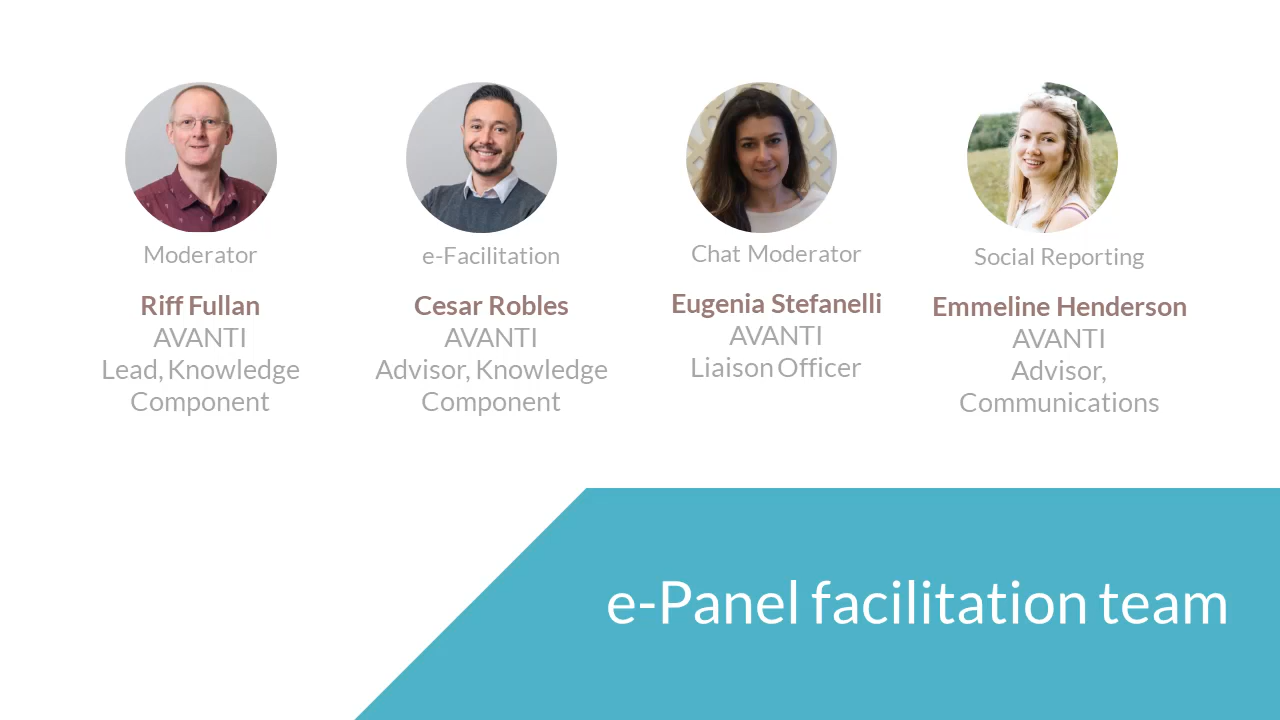 Moderator
Riff Fullan
AVANTI
Lead, Knowledge
Component
e-Facilitation
Cesar Robles
AVANTI
Advisor, Knowledge
Component
Chat Moderator
Eugenia Stefanelli
AVANTI
Liaison Officer
Social Reporting
Emmeline Henderson
AVANTI
Advisor,
Communications
e-Panel facilitation team